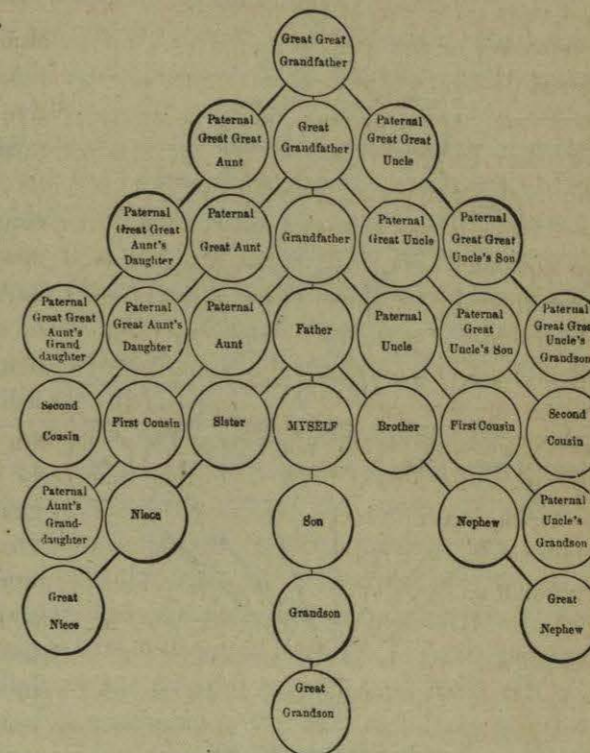 Great Great
Grandfather
Paternal
Great Great
Aunt
Great
Grandfather
Paternal
Great Great
Uncle
Paternal
Great Great
Aunt's
Daughter
Paternal
Great Aunt
Grandfather
Paternal
Great Uncle
Paternal
Great Great
Uncle's Son
Paternal
Great Great
Aunt's
Grand
daughter
Paternal
Great Aunt's
Daughter
Paternal
Aunt
Father
Paternal
Uncle
Paternal
Great
Uncle's Son
Paternal
Great Great
Uncle's
Grandson
Second
Cousin
First Cousin
Sister
MYSELF
Brother
First Cousin
Second
Cousin
Paternal
Aunt's
Grand-
daughter
Niece
Son
Nephew
Paternal
Uncle's
Grandson
Great
Niece
Grandson
Great
Nephew
Great
Grandson